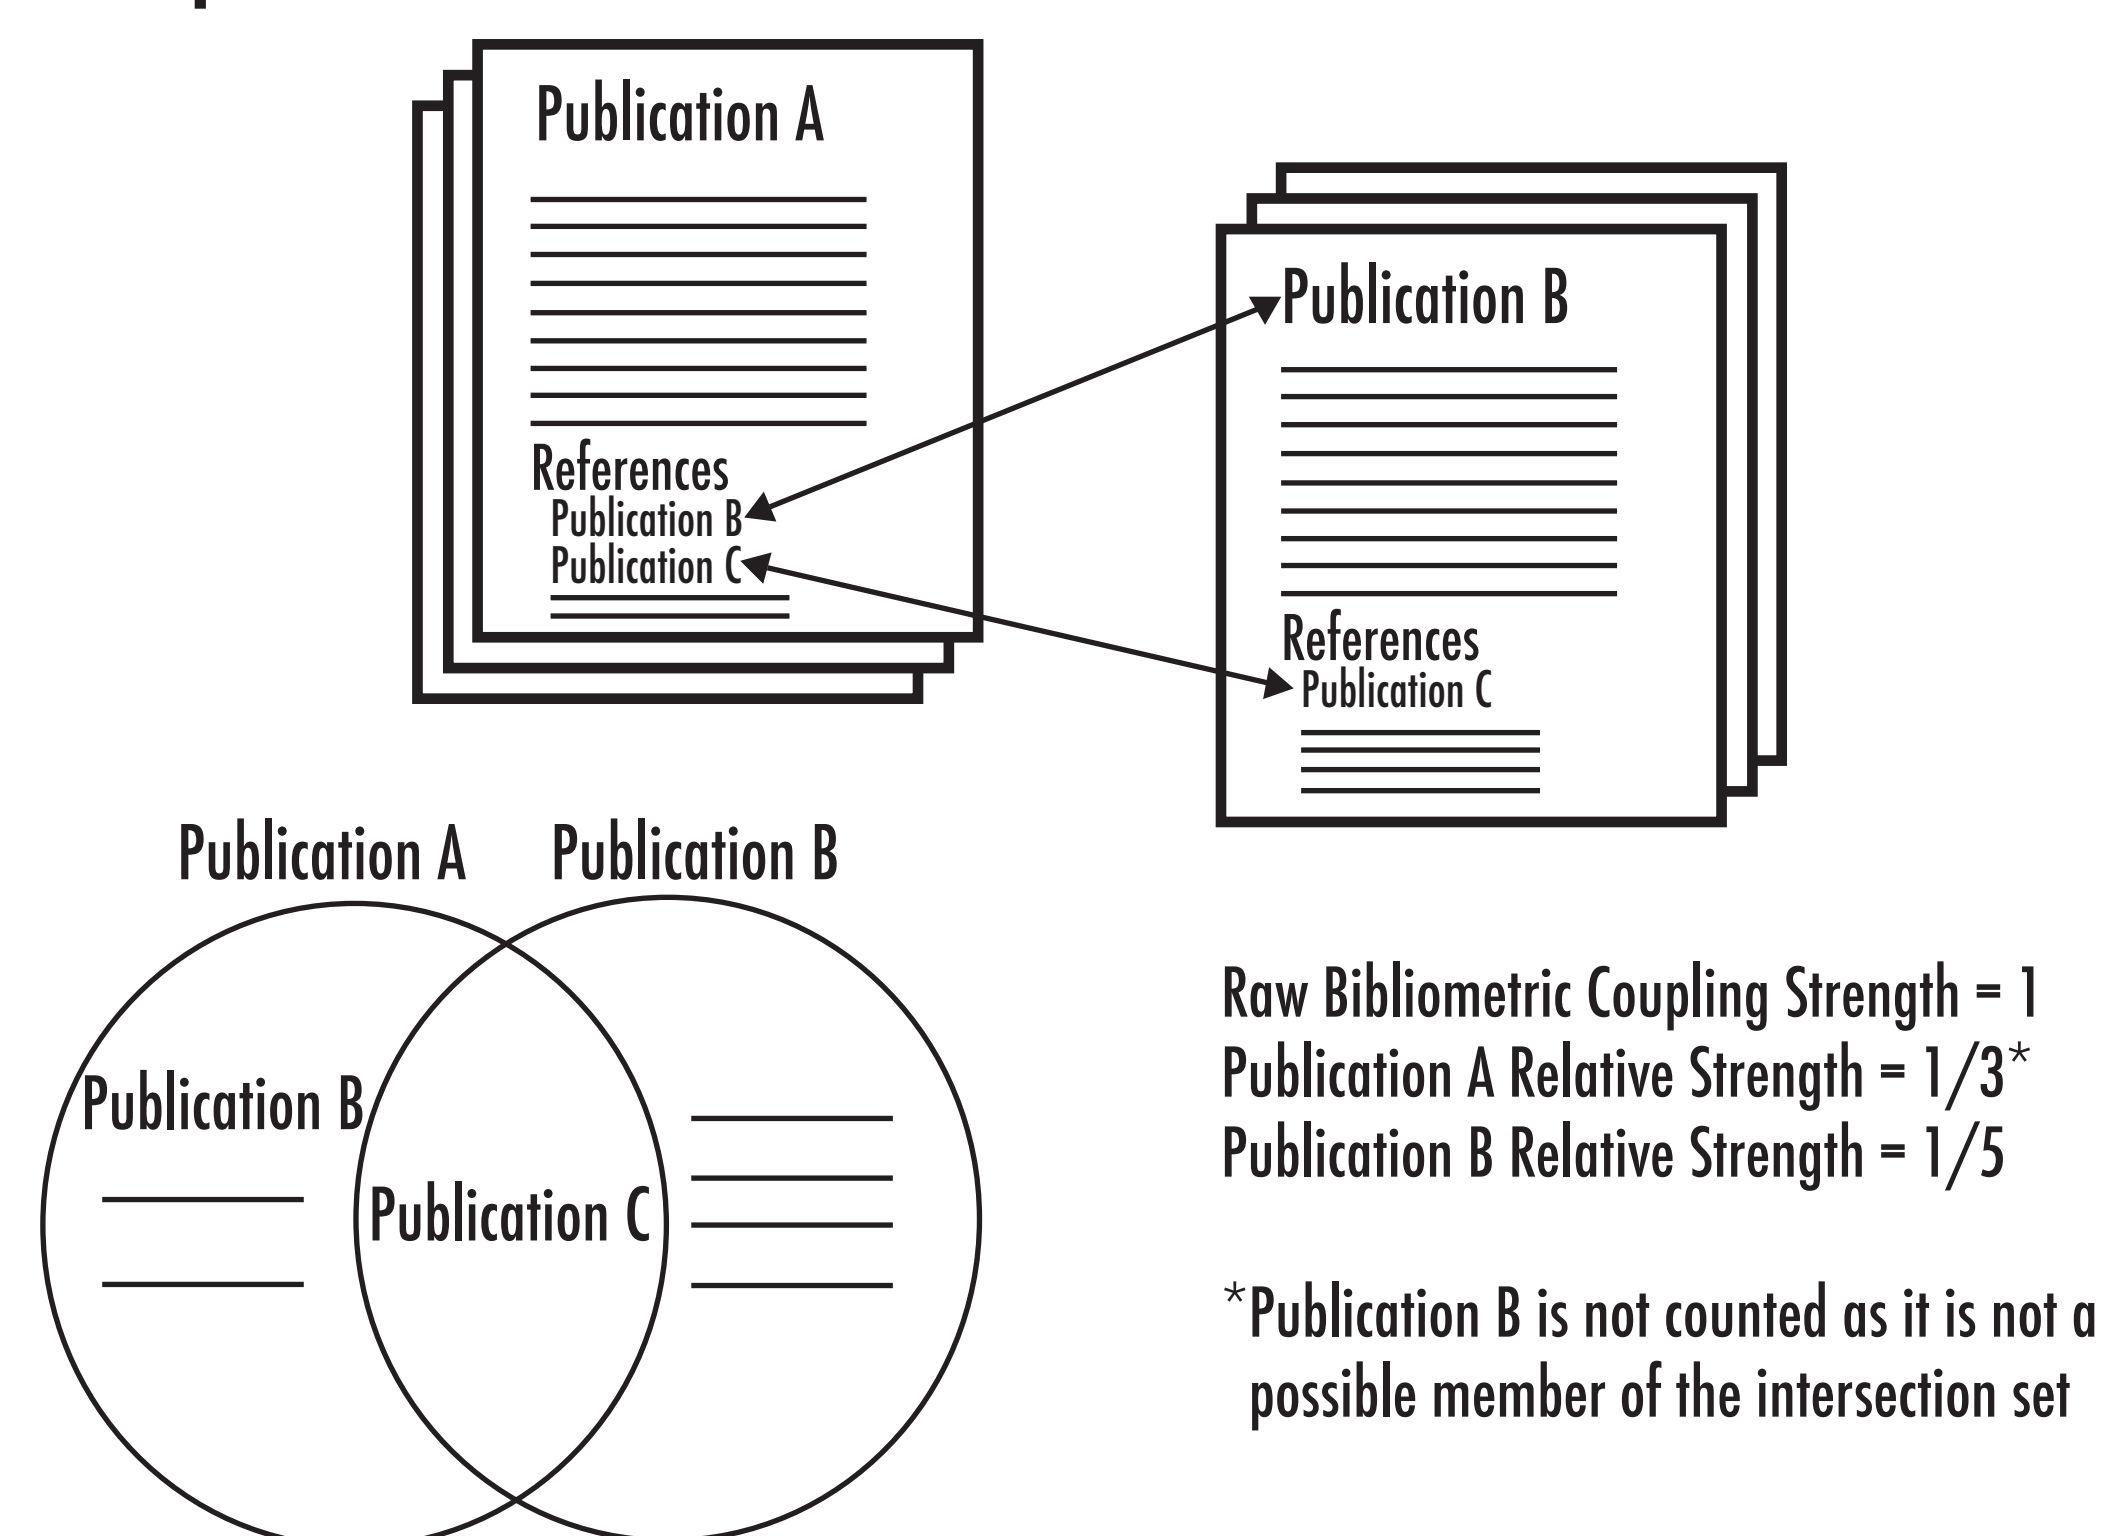 Publication A
References
Publication B
Publication C
Publication B
References
Publication C
Publication A
Publication B
Publication B
Publication C
Raw Bibliometric Coupling Strength = 1
Publication A Relative Strength = 1/3*
Publication B Relative Strength = 1/5
*Publication B is not counted as it is not a
possible member of the intersection set